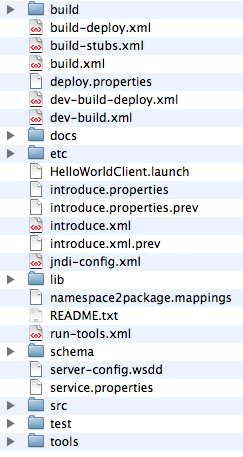 build
build-deploy.xml
build-stubs.xml
build.xml
deploy.properties
dev-build-deploy.xml
dev-build.xml
docs
etc
HelloWorldClient.launch
introduce.properties
introduce.properties.prev
introduce.xml
introduce.xml.prev
jndi-config.xml
lib
namespace2package.mappings
README.txt
run-tools.xml
schema
server-config.wsdd
service.properties
src
test
tools